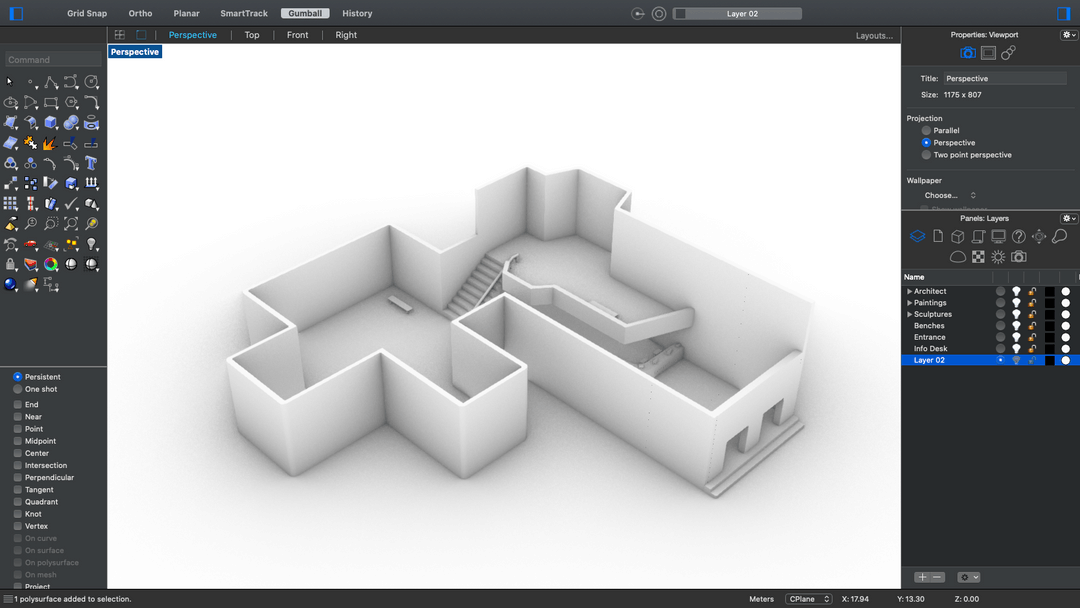 Grid Snap Ortho Planar SmartTrack Gumball History Layer 02
Perspective Top Front Right Layouts...
Properties: Viewport
Perspective
Command
Title: Perspective
Size: 1175 x 807
Projection
Parallel
Perspective
Two point perspective
Wallpaper
Choose...
Panels: Layers
Name
Architect
Paintings
Sculptures
Benches
Entrance
Info Desk
Layer 02
Persistent
One shot
End
Near
Point
Midpoint
Center
Intersection
Perpendicular
Tangent
Quadrant
Knot
Vertex
On curve
On surface
On polysurface
On mesh
Project
1 polysurface added to selection. Meters CPlane X: 17.94 Y: 13.30 Z: 0.00